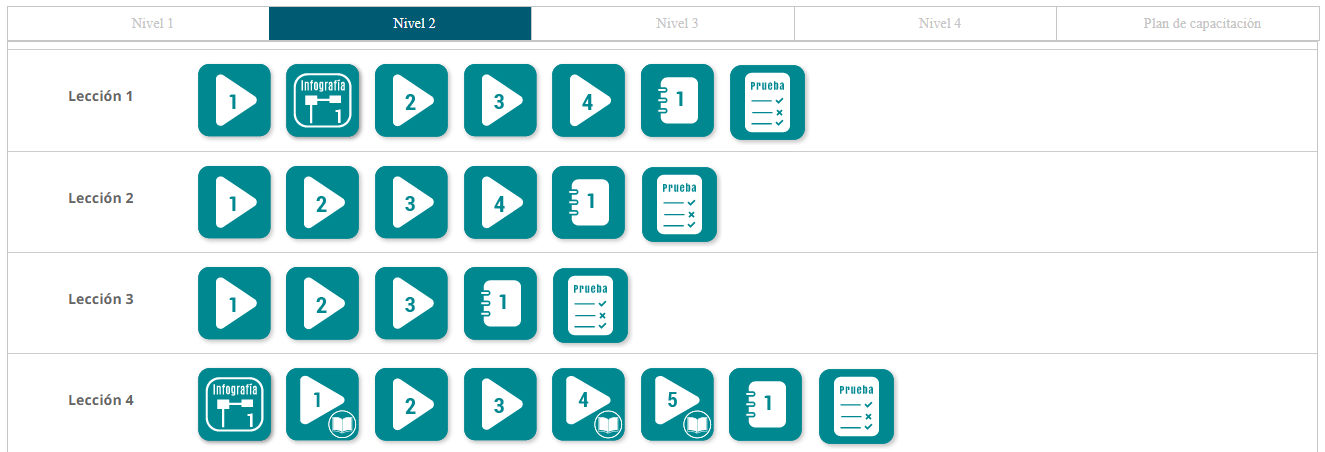 Nivel 1 Nivel 2 Nivel 3 Nivel 4 Plan de capacitación
Lección 1 1 Infografía 1 2 3 4 1 Prueba
Lección 2 1 2 3 4 1 Prueba
Lección 3 1 2 3 1 Prueba
Lección 4 Infografía 1 1 2 3 4 5 1 Prueba